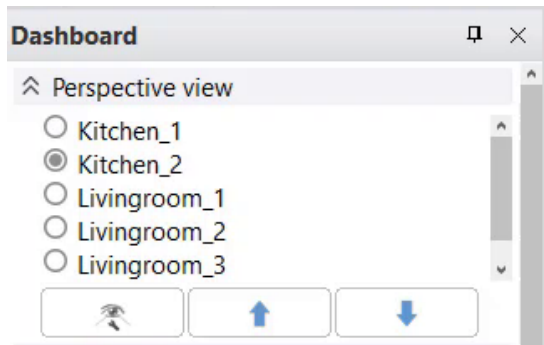 Dashboard
Perspective view
Kitchen_1
Kitchen_2
Livingroom_1
Livingroom_2
Livingroom_3